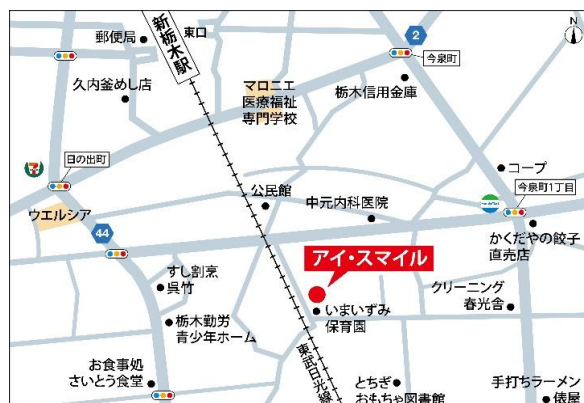 郵便局
東口
新栃木駅
2
今泉町
N
久内釜めし店
マロニエ
医療福祉
専門学校
栃木信用金庫
7
日の出町
コープ
今泉町1丁目
公民館
中元内科医院
ウエルシア
44
かくだやの餃子
直売店
アイ・スマイル
すし割烹
呉竹
クリーニング
春光舎
いまいずみ
保育園
栃木勤労
青少年ホーム
東武日光線
お食事処
さいとう食堂
とちぎ
おもちゃ図書館
手打ちラーメン
俵屋